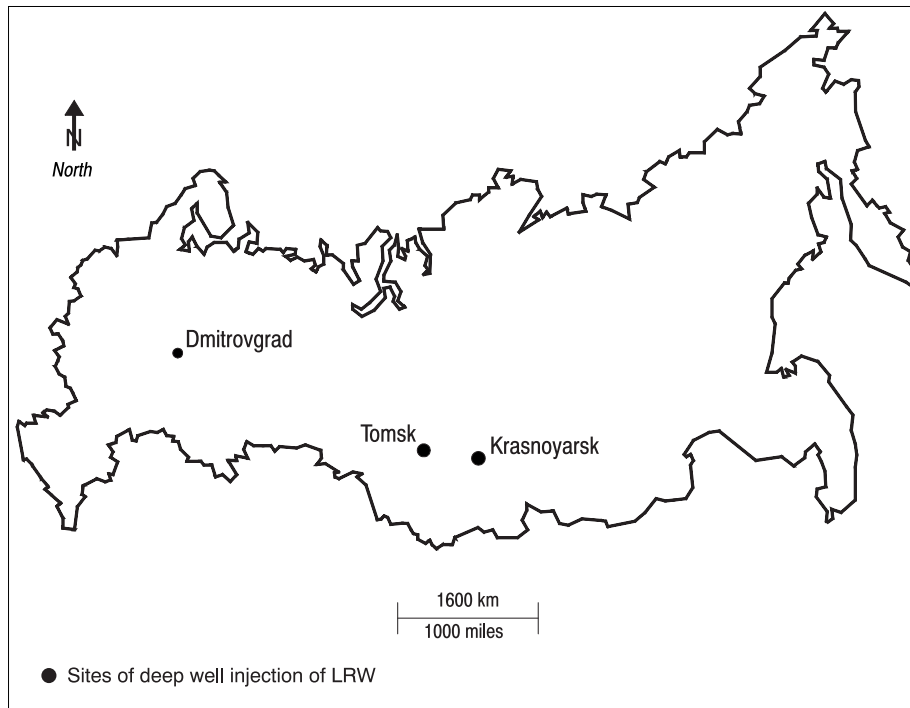 N
North
Dmitrovgrad
Tomsk
Krasnoyarsk
1600 km
1000 miles
Sites of deep well injection of LRW